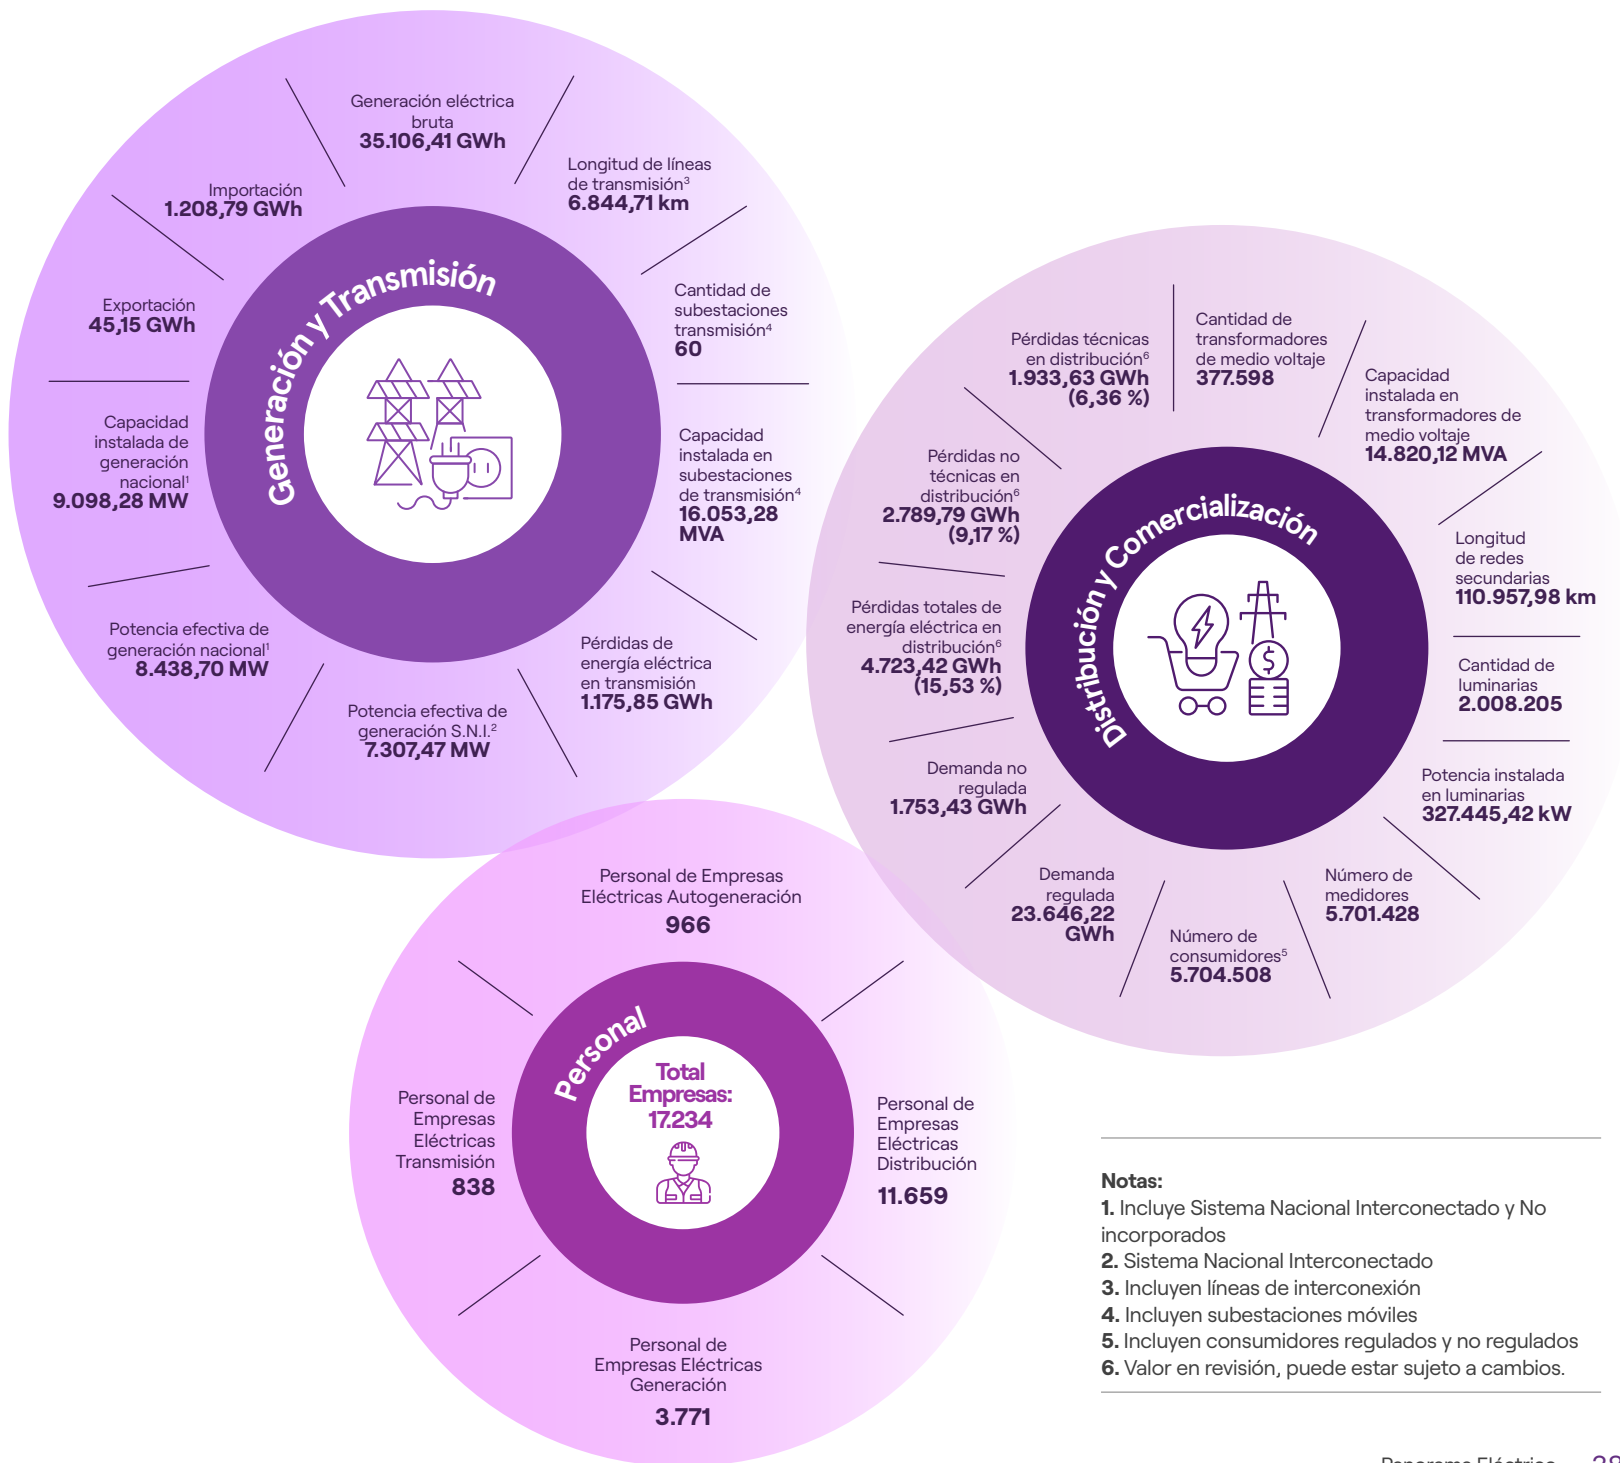 Generación y Transmisión
Generación eléctrica
bruta
35.106,41 GWh
Longitud de líneas
de transmisión³
6.844,71 km
Cantidad de
subestaciones
transmisión⁴
60
Capacidad
instalada en
subestaciones
de transmisión⁴
16.053,28
MVA
Pérdidas de
energía eléctrica
en transmisión
1.175,85 GWh
Potencia efectiva de
generación S.N.I.²
7.307,47 MW
Potencia efectiva de
generación nacional¹
8.438,70 MW
Capacidad
instalada de
generación
nacional¹
9.098,28 MW
Exportación
45,15 GWh
Importación
1.208,79 GWh
Distribución y Comercialización
Cantidad de
transformadores
de medio voltaje
377.598
Capacidad
instalada en
transformadores de
medio voltaje
14.820,12 MVA
Longitud
de redes
secundarias
110.957,98 km
Cantidad de
luminarias
2.008.205
Potencia instalada
en luminarias
327.445,42 kW
Número de
medidores
5.701.428
Número de
consumidores⁵
5.704.508
Demanda
regulada
23.646,22
GWh
Demanda no
regulada
1.753,43 GWh
Pérdidas totales de
energía eléctrica en
distribución⁶
4.723,42 GWh
(15,53 %)
Pérdidas no
técnicas en
distribución⁶
2.789,79 GWh
(9,17 %)
Pérdidas técnicas
en distribución⁶
1.933,63 GWh
(6,36 %)
Personal
Total
Empresas:
17.234
Personal de Empresas
Eléctricas Autogeneración
966
Personal de
Empresas
Eléctricas
Distribución
11.659
Personal de
Empresas Eléctricas
Generación
3.771
Personal de
Empresas
Eléctricas
Transmisión
838
Notas:
1. Incluye Sistema Nacional Interconectado y No
incorporados
2. Sistema Nacional Interconectado
3. Incluyen líneas de interconexión
4. Incluyen subestaciones móviles
5. Incluyen consumidores regulados y no regulados
6. Valor en revisión, puede estar sujeto a cambios.
Panorama Eléctrico